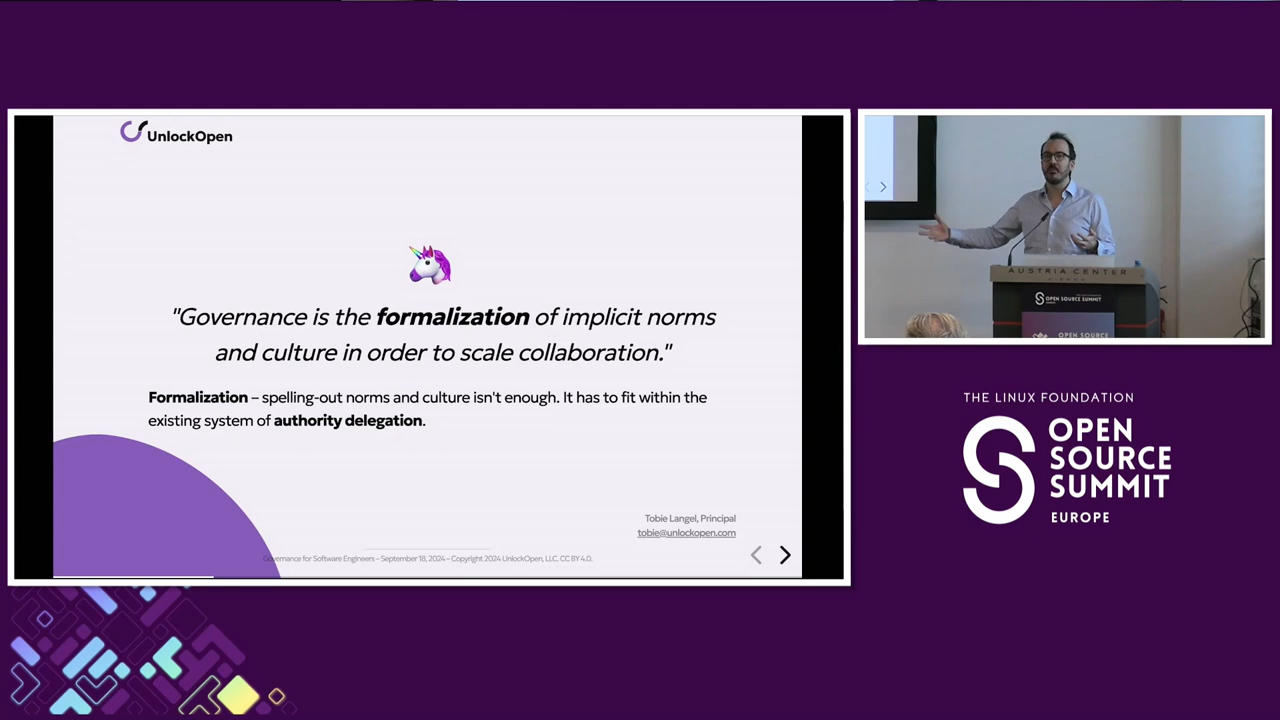 UnlockOpen
"Governance is the formalization of implicit norms
and culture in order to scale collaboration."
Formalization – spelling-out norms and culture isn't enough. It has to fit within the
existing system of authority delegation.
Tobie Langel, Principal
tobie@unlockopen.com
Governance for Software Engineers – September 18, 2024 – Copyright 2024 UnlockOpen, LLC. CC BY 4.0.
AUSTRIA CENTER
OPEN SOURCE SUMMIT
OPEN SOURCE
THE LINUX FOUNDATION
OPEN
SOURCE
SUMMIT
EUROPE